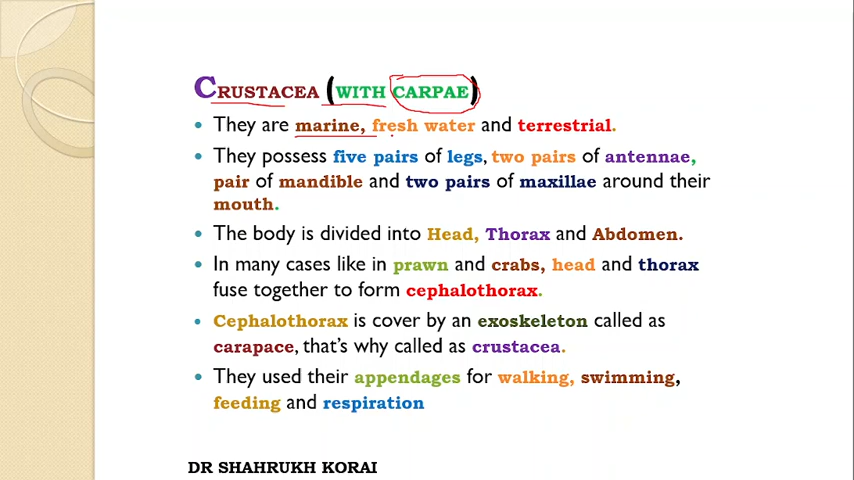 CRUSTACEA (WITH CARPAE)
• They are marine, fresh water and terrestrial.
• They possess five pairs of legs, two pairs of antennae,
pair of mandible and two pairs of maxillae around their
mouth.
• The body is divided into Head, Thorax and Abdomen.
• In many cases like in prawn and crabs, head and thorax
fuse together to form cephalothorax.
• Cephalothorax is cover by an exoskeleton called as
carapace, that's why called as crustacea.
• They used their appendages for walking, swimming,
feeding and respiration
DR SHAHRUKH KORAI